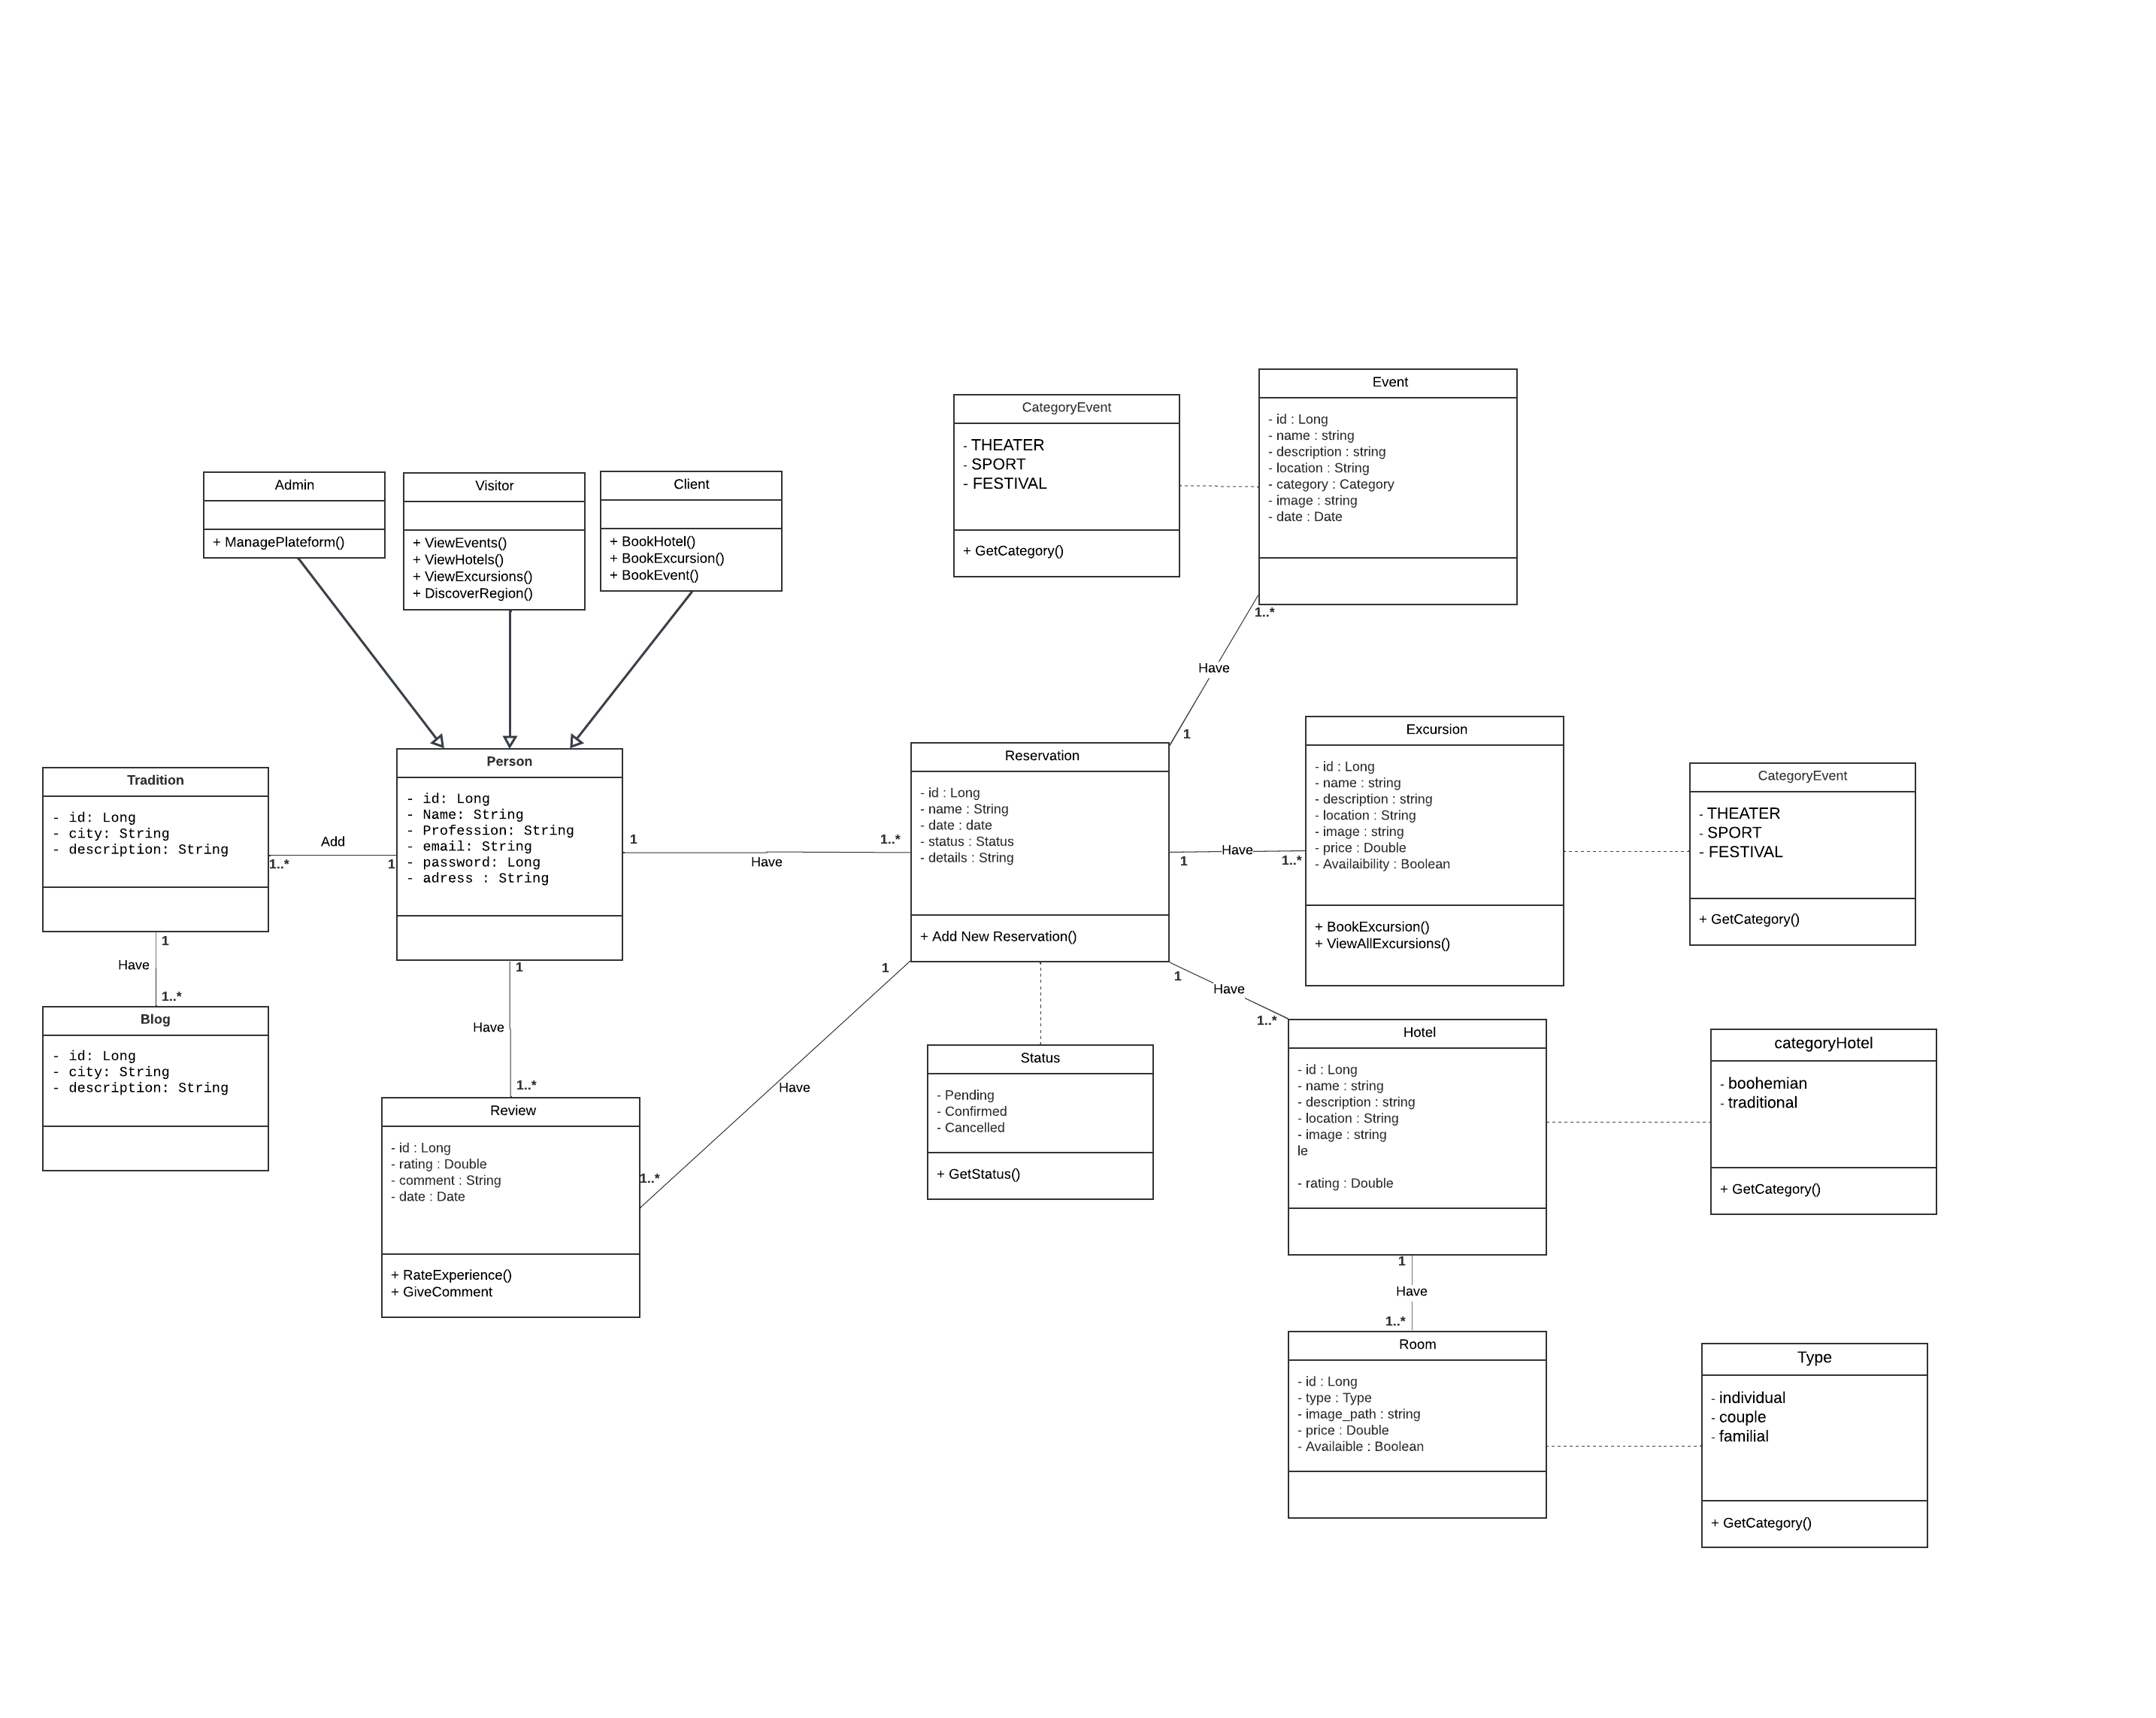 Event
- id : Long
- name : string
- description : string
- location : String
- category : Category
- image : string
- date : Date
CategoryEvent
- THEATER
- SPORT
- FESTIVAL
+ GetCategory()
Admin
+ ManagePlateform()
Visitor
+ ViewEvents()
+ ViewHotels()
+ ViewExcursions()
+ DiscoverRegion()
Client
+ BookHotel()
+ BookExcursion()
+ BookEvent()
1..*
Have
1
Tradition
- id: Long
- city: String
- description: String
Add
1..*
1
Person
- id: Long
- Name: String
- Profession: String
- email: String
- password: Long
- adress : String
1
Have
1..*
Reservation
- id : Long
- name : String
- date : date
- status : Status
- details : String
+ Add New Reservation()
1
Have
1..*
Excursion
- id : Long
- name : string
- description : string
- location : String
- image : string
- price : Double
- Availaibility : Boolean
+ BookExcursion()
+ ViewAllExcursions()
CategoryEvent
- THEATER
- SPORT
- FESTIVAL
+ GetCategory()
1
Have
1..*
Blog
- id: Long
- city: String
- description: String
1
Have
1..*
Review
- id : Long
- rating : Double
- comment : String
- date : Date
+ RateExperience()
+ GiveComment
1
Have
1..*
Status
- Pending
- Confirmed
- Cancelled
+ GetStatus()
1
Have
1..*
Hotel
- id : Long
- name : string
- description : string
- location : String
- image : string
le
- rating : Double
categoryHotel
- boohemian
- traditional
+ GetCategory()
1
Have
1..*
Room
- id : Long
- type : Type
- image_path : string
- price : Double
- Availaible : Boolean
Type
- individual
- couple
- familial
+ GetCategory()